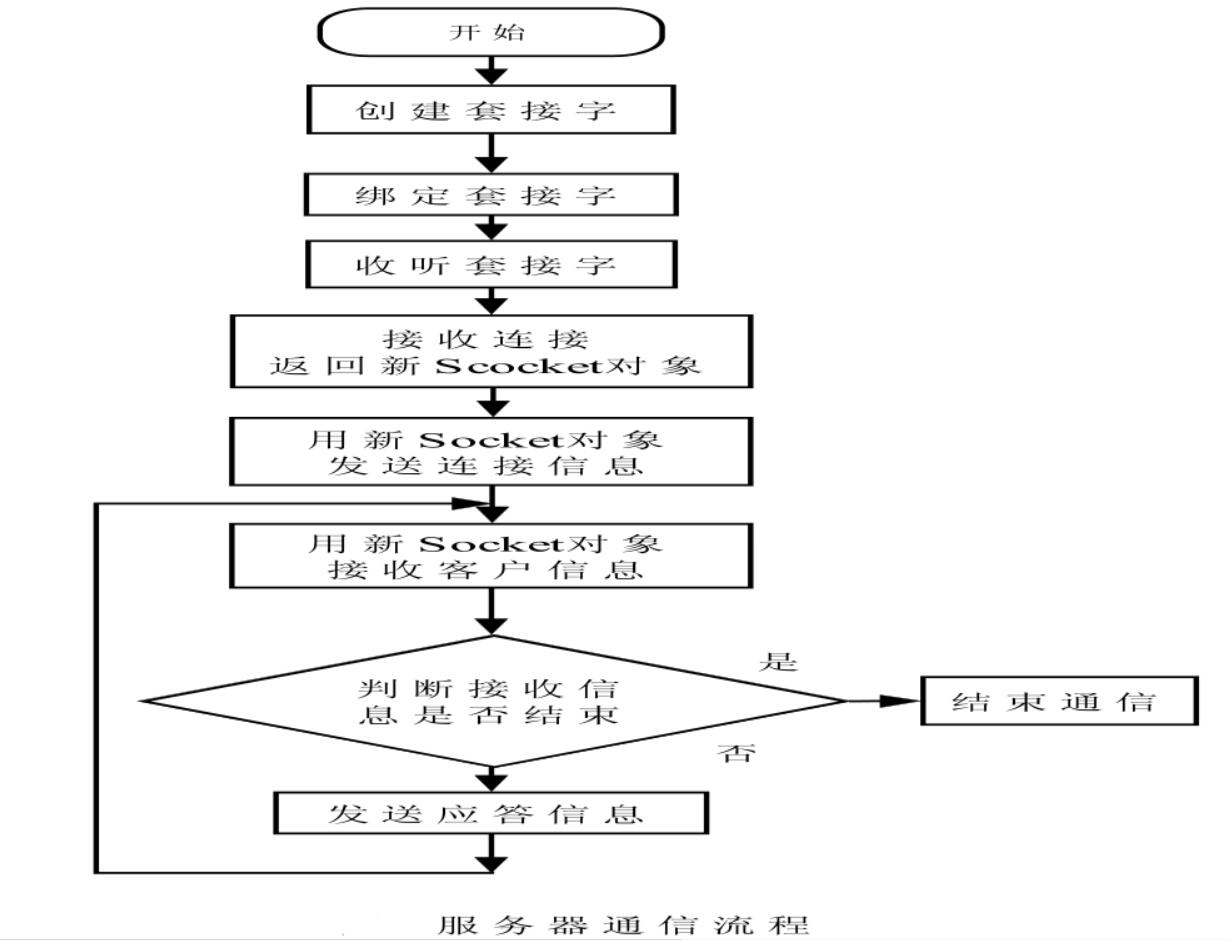 开始
创建套接字
绑定套接字
收听套接字
接收连接
返回新Scocket对象
用新Socket对象
发送连接信息
用新Socket对象
接收客户信息
是
判断接收信
息是否结束
结束通信
否
发送应答信息
服务器通信流程